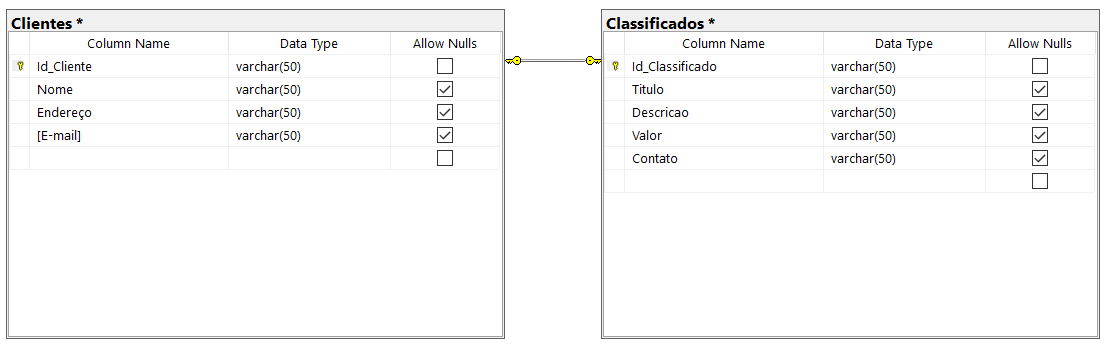 Clientes *
Column Name Data Type Allow Nulls
Id_Cliente varchar(50)
Nome varchar(50)
Endereço varchar(50)
[E-mail] varchar(50)
Classificados *
Column Name Data Type Allow Nulls
Id_Classificado varchar(50)
Titulo varchar(50)
Descricao varchar(50)
Valor varchar(50)
Contato varchar(50)